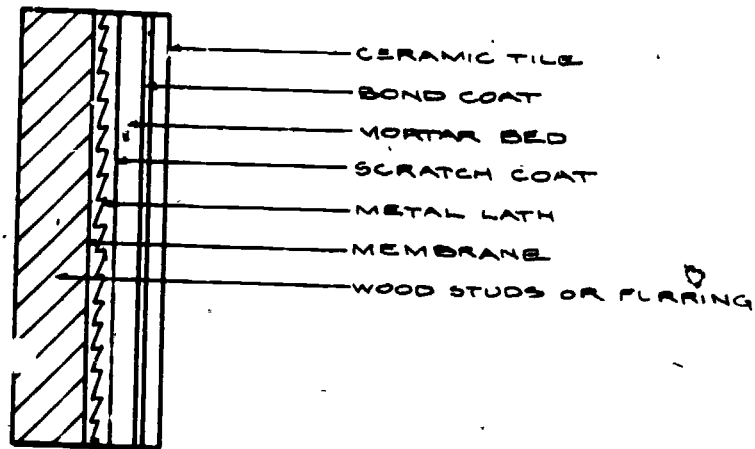 CERAMIC TILE
BOND COAT
MORTAR BED
SCRATCH COAT
METAL LATH
MEMBRANE
WOOD STUDS OR FURRING